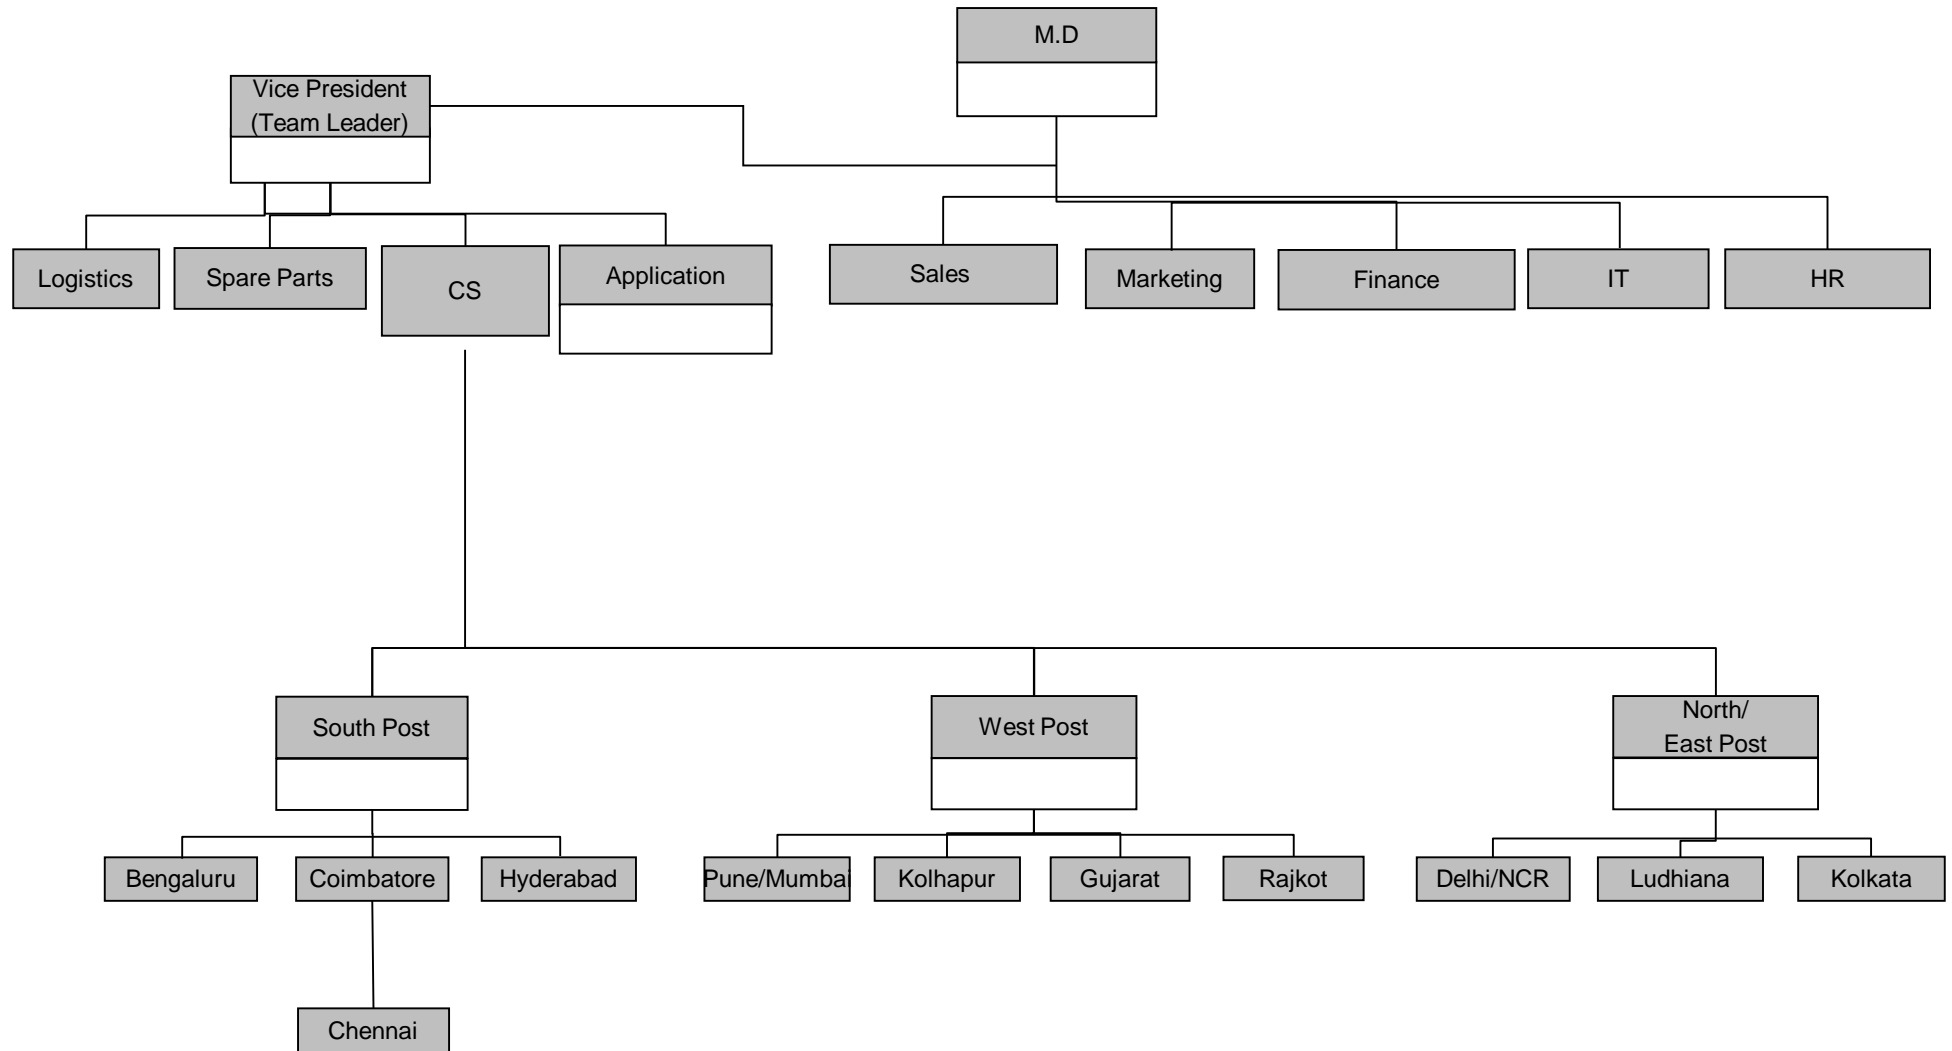 M.D
Vice President
(Team Leader)
Logistics
Spare Parts
CS
Application
Sales
Marketing
Finance
IT
HR
South Post
West Post
North/
East Post
Bengaluru
Coimbatore
Hyderabad
Pune/Mumbai
Kolhapur
Gujarat
Rajkot
Delhi/NCR
Ludhiana
Kolkata
Chennai